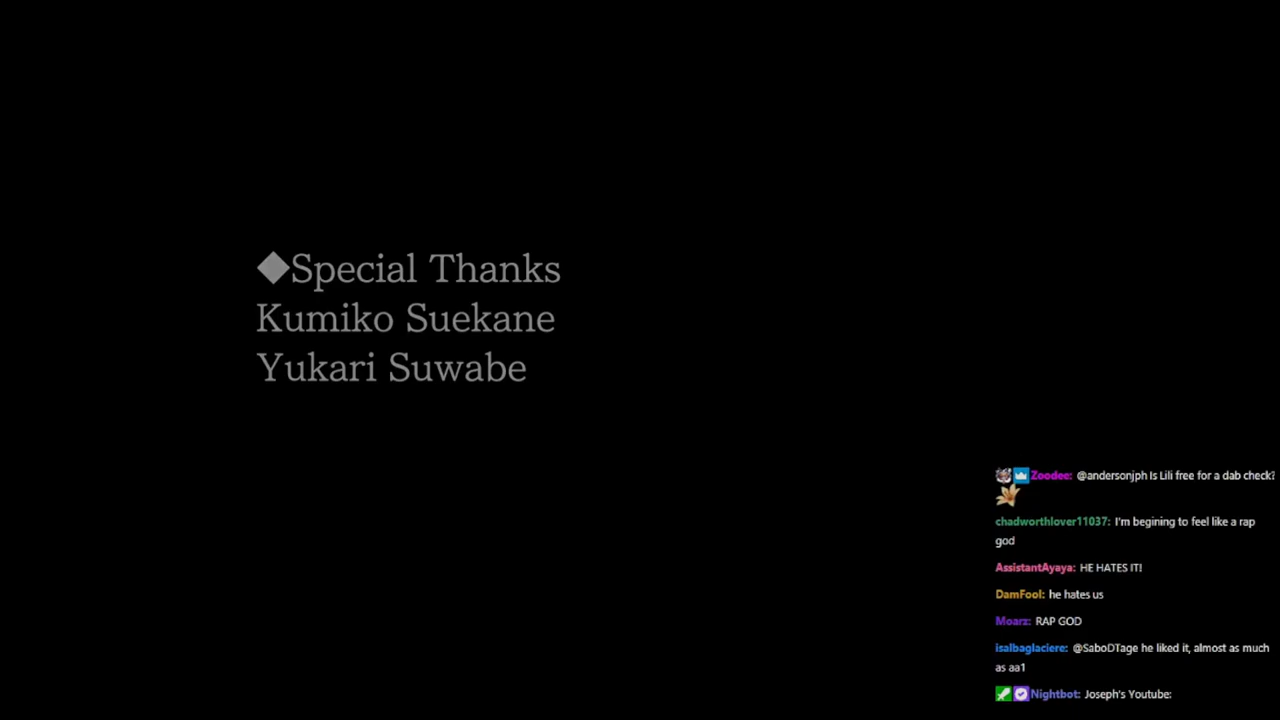 ◆Special Thanks
Kumiko Suekane
Yukari Suwabe
Zoodee: @andersonjph Is Lili free for a dab check?
chadworthlover11037: I'm begining to feel like a rap
god
AssistantAyaya: HE HATES IT!
DamFool: he hates us
Moarz: RAP GOD
isalbaglaciere: @SaboDTage he liked it, almost as much
as aa1
Nightbot: Joseph's Youtube: